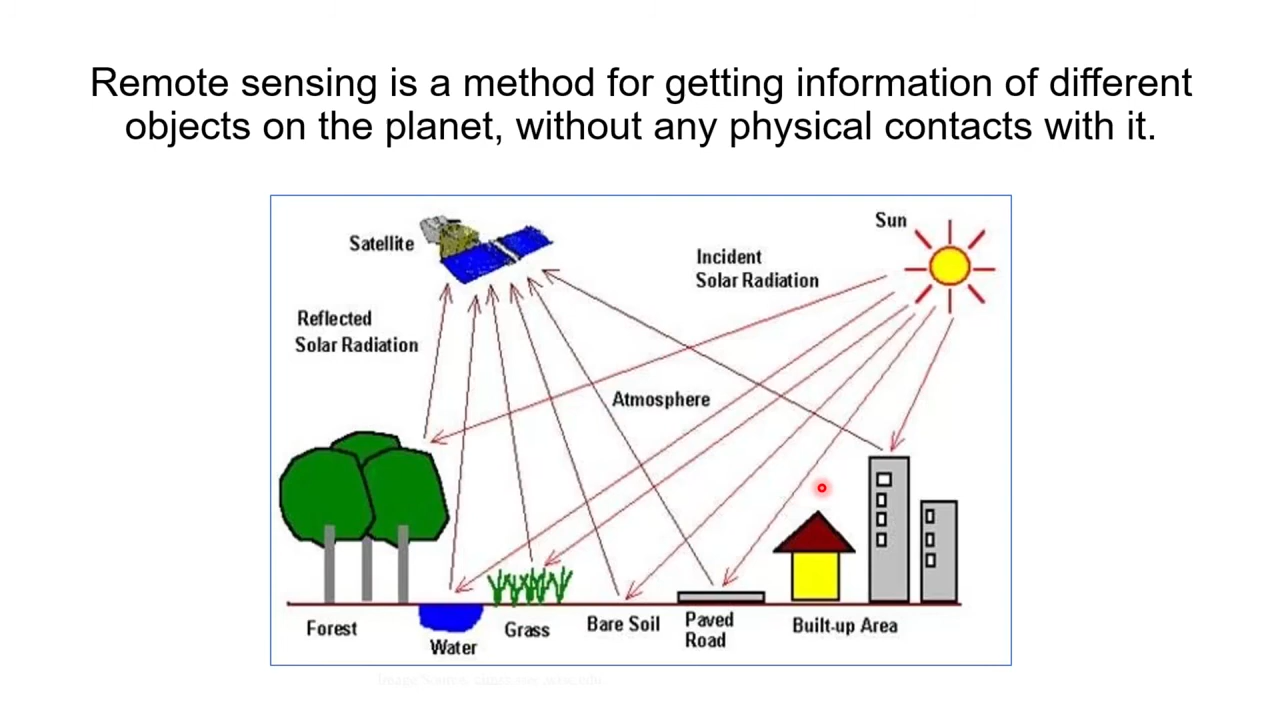 Remote sensing is a method for getting information of different
objects on the planet, without any physical contacts with it.
Sun
Satellite
Incident
Solar Radiation
Reflected
Solar Radiation
Atmosphere
Forest
Water
Grass
Bare Soil
Paved
Road
Built-up Area